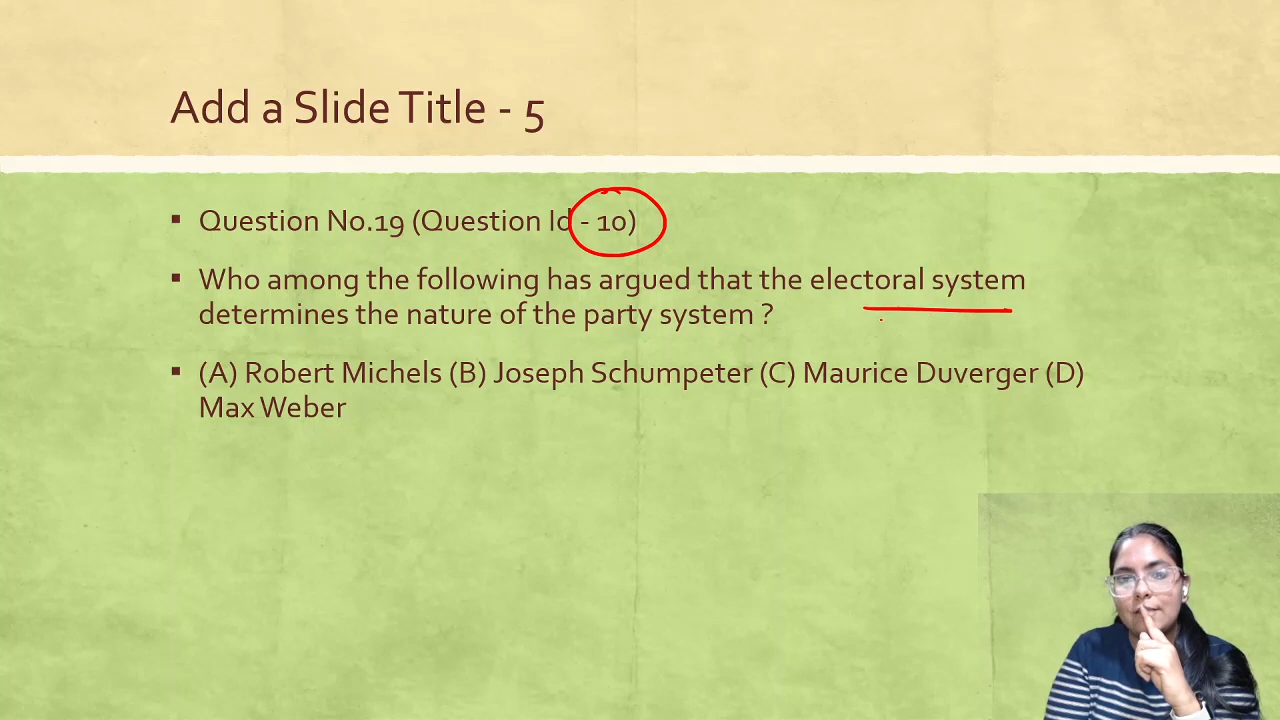 Add a Slide Title - 5
Question No.19 (Question Id - 10)
Who among the following has argued that the electoral system
determines the nature of the party system ?
(A) Robert Michels (B) Joseph Schumpeter (C) Maurice Duverger (D)
Max Weber